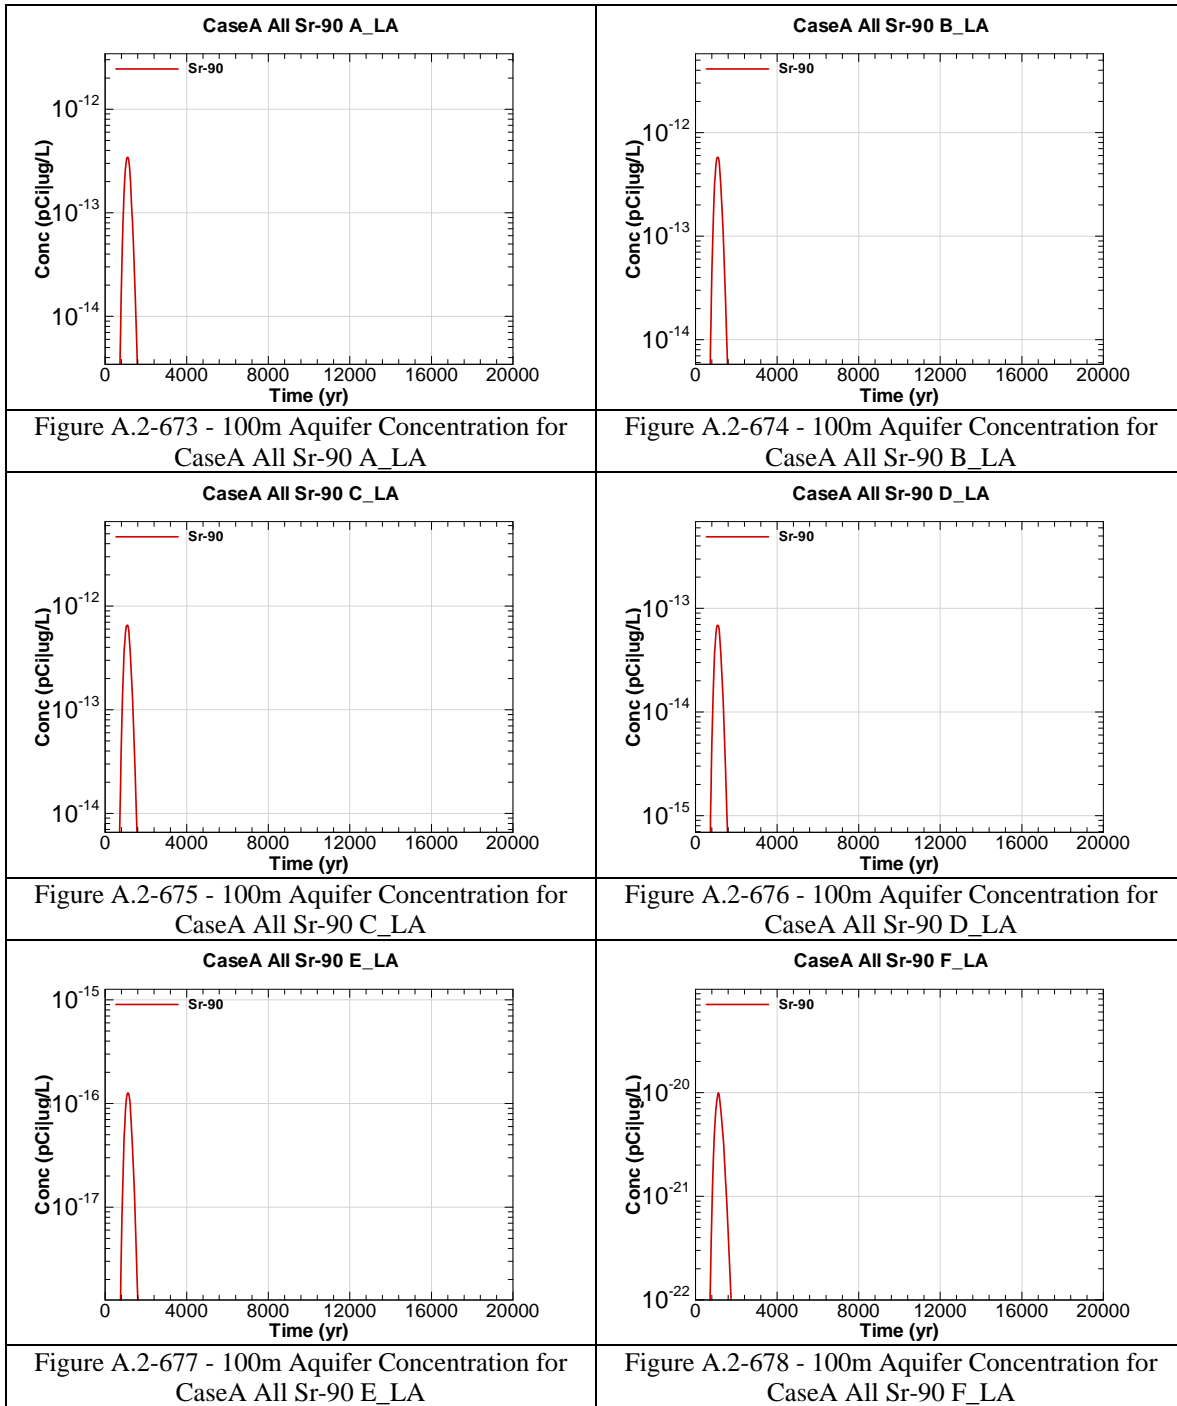 CaseA All Sr-90 A_LA
Sr-90
Conc (pCi|ug/L)
10-12
10-13
10-14
0 4000 8000 12000 16000 20000
Time (yr)
Figure A.2-673 - 100m Aquifer Concentration for
CaseA All Sr-90 A_LA
CaseA All Sr-90 B_LA
Sr-90
Conc (pCi|ug/L)
10-12
10-13
10-14
0 4000 8000 12000 16000 20000
Time (yr)
Figure A.2-674 - 100m Aquifer Concentration for
CaseA All Sr-90 B_LA
CaseA All Sr-90 C_LA
Sr-90
Conc (pCi|ug/L)
10-12
10-13
10-14
0 4000 8000 12000 16000 20000
Time (yr)
Figure A.2-675 - 100m Aquifer Concentration for
CaseA All Sr-90 C_LA
CaseA All Sr-90 D_LA
Sr-90
Conc (pCi|ug/L)
10-13
10-14
10-15
0 4000 8000 12000 16000 20000
Time (yr)
Figure A.2-676 - 100m Aquifer Concentration for
CaseA All Sr-90 D_LA
CaseA All Sr-90 E_LA
Sr-90
Conc (pCi|ug/L)
10-15
10-16
10-17
0 4000 8000 12000 16000 20000
Time (yr)
Figure A.2-677 - 100m Aquifer Concentration for
CaseA All Sr-90 E_LA
CaseA All Sr-90 F_LA
Sr-90
Conc (pCi|ug/L)
10-20
10-21
10-22
0 4000 8000 12000 16000 20000
Time (yr)
Figure A.2-678 - 100m Aquifer Concentration for
CaseA All Sr-90 F_LA